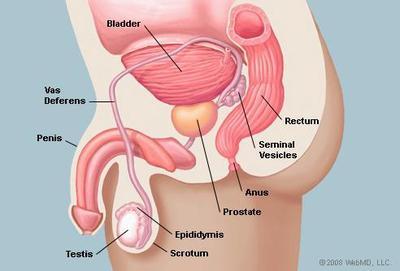 Bladder
Vas
Deferens
Penis
Rectum
Seminal
Vesicles
Anus
Prostate
Epididymis
Testis
Scrotum
©2008 WebMD, LLC.